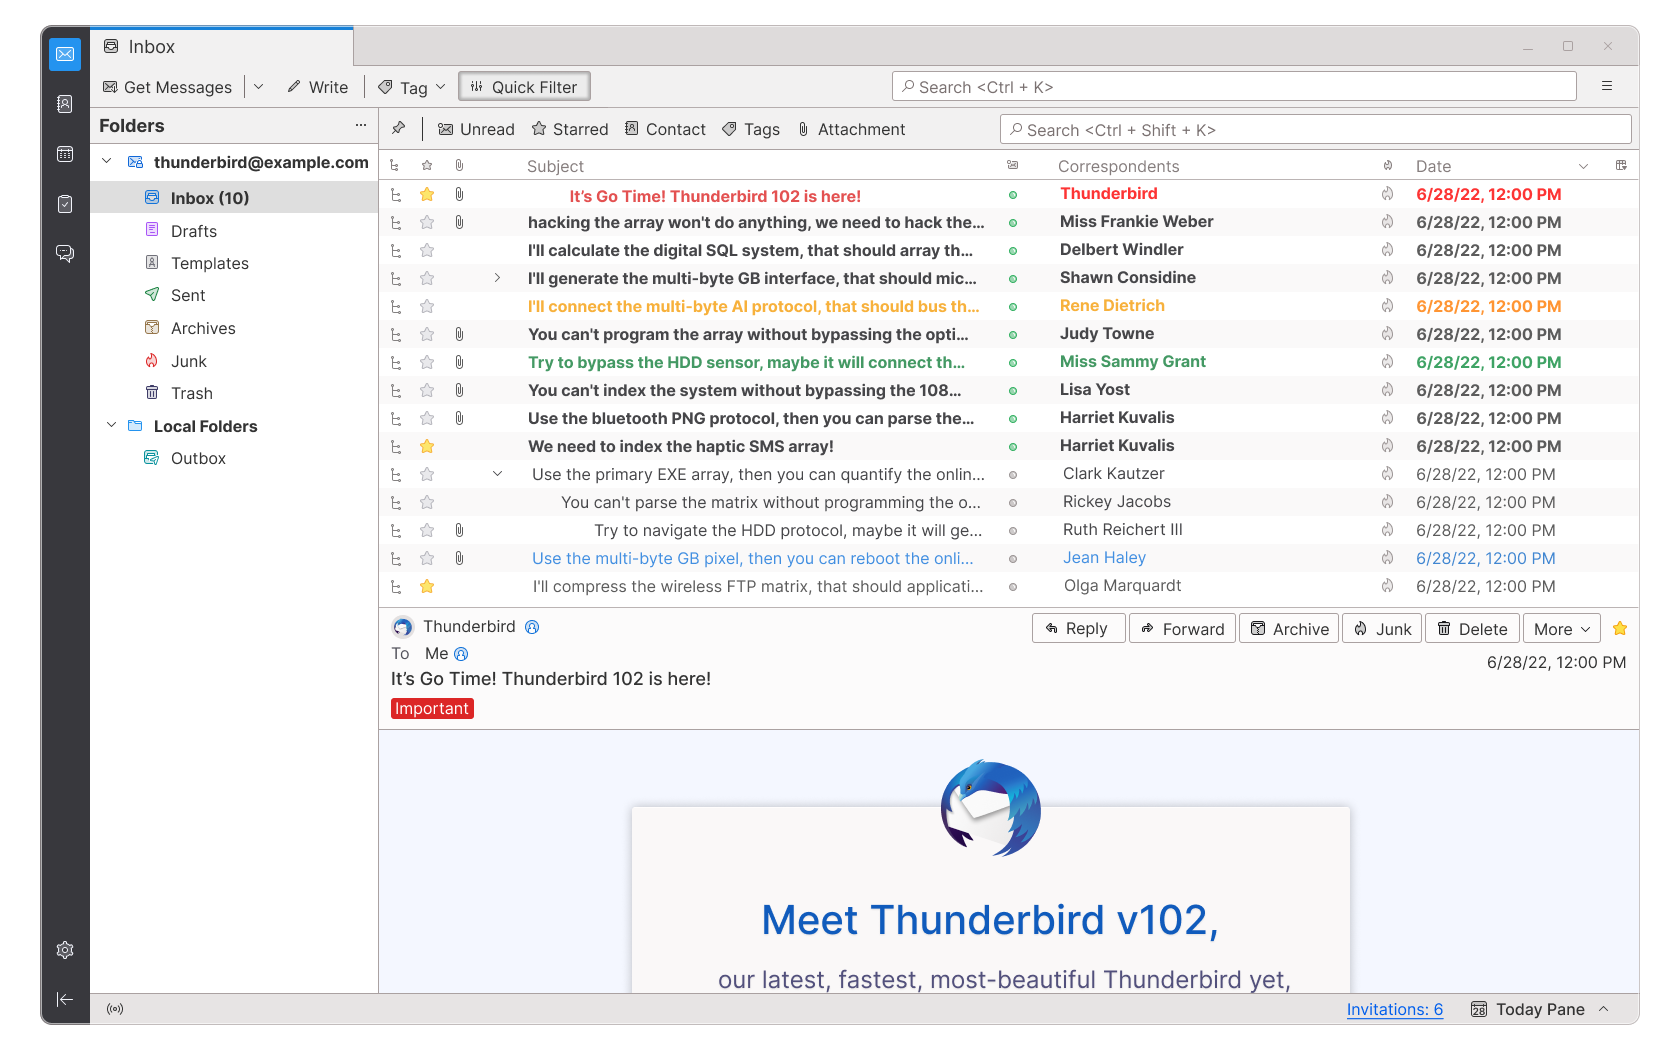 Inbox
Get Messages Write Tag Quick Filter Search <Ctrl + K>
Folders ...
Unread Starred Contact Tags Attachment Search <Ctrl + Shift + K>
thunderbird@example.com
Inbox (10)
Drafts
Templates
Sent
Archives
Junk
Trash
Local Folders
Outbox
Subject Correspondents Date
It’s Go Time! Thunderbird 102 is here! Thunderbird 6/28/22, 12:00 PM
hacking the array won't do anything, we need to hack the... Miss Frankie Weber 6/28/22, 12:00 PM
I'll calculate the digital SQL system, that should array th... Delbert Windler 6/28/22, 12:00 PM
I'll generate the multi-byte GB interface, that should mic... Shawn Considine 6/28/22, 12:00 PM
I'll connect the multi-byte AI protocol, that should bus th... Rene Dietrich 6/28/22, 12:00 PM
You can't program the array without bypassing the opti... Judy Towne 6/28/22, 12:00 PM
Try to bypass the HDD sensor, maybe it will connect th... Miss Sammy Grant 6/28/22, 12:00 PM
You can't index the system without bypassing the 108... Lisa Yost 6/28/22, 12:00 PM
Use the bluetooth PNG protocol, then you can parse the... Harriet Kuvalis 6/28/22, 12:00 PM
We need to index the haptic SMS array! Harriet Kuvalis 6/28/22, 12:00 PM
Use the primary EXE array, then you can quantify the onlin... Clark Kautzer 6/28/22, 12:00 PM
You can't parse the matrix without programming the o... Rickey Jacobs 6/28/22, 12:00 PM
Try to navigate the HDD protocol, maybe it will ge... Ruth Reichert III 6/28/22, 12:00 PM
Use the multi-byte GB pixel, then you can reboot the onli... Jean Haley 6/28/22, 12:00 PM
I'll compress the wireless FTP matrix, that should applicati... Olga Marquardt 6/28/22, 12:00 PM
Thunderbird Reply Forward Archive Junk Delete More
To Me 6/28/22, 12:00 PM
It’s Go Time! Thunderbird 102 is here!
Important
Meet Thunderbird v102,
our latest, fastest, most-beautiful Thunderbird yet,
Invitations: 6 28 Today Pane